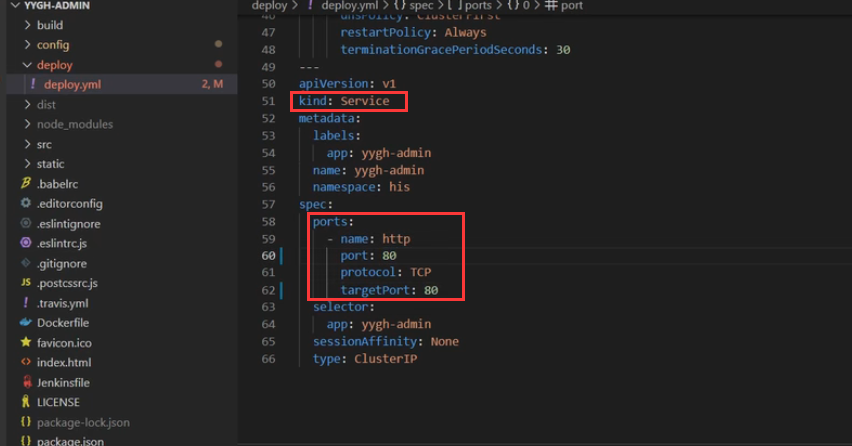 YYGH-ADMIN
build
config
deploy
! deploy.yml 2, M
dist
node_modules
src
static
.babelrc
.editorconfig
.eslintignore
.eslintrc.js
.gitignore
JS .postcssrc.js
! .travis.yml
Dockerfile
favicon.ico
<> index.html
Jenkinsfile
LICENSE
{} package-lock.json
{} package.json
deploy > ! deploy.yml > {} spec > [ ] ports > {} 0 > port
46 dnsPolicy: ClusterFirst
47 restartPolicy: Always
48 terminationGracePeriodSeconds: 30
49 ---
50 apiVersion: v1
51 kind: Service
52 metadata:
53 labels:
54 app: yygh-admin
55 name: yygh-admin
56 namespace: his
57 spec:
58 ports:
59 - name: http
60 port: 80
61 protocol: TCP
62 targetPort: 80
63 selector:
64 app: yygh-admin
65 sessionAffinity: None
66 type: ClusterIP